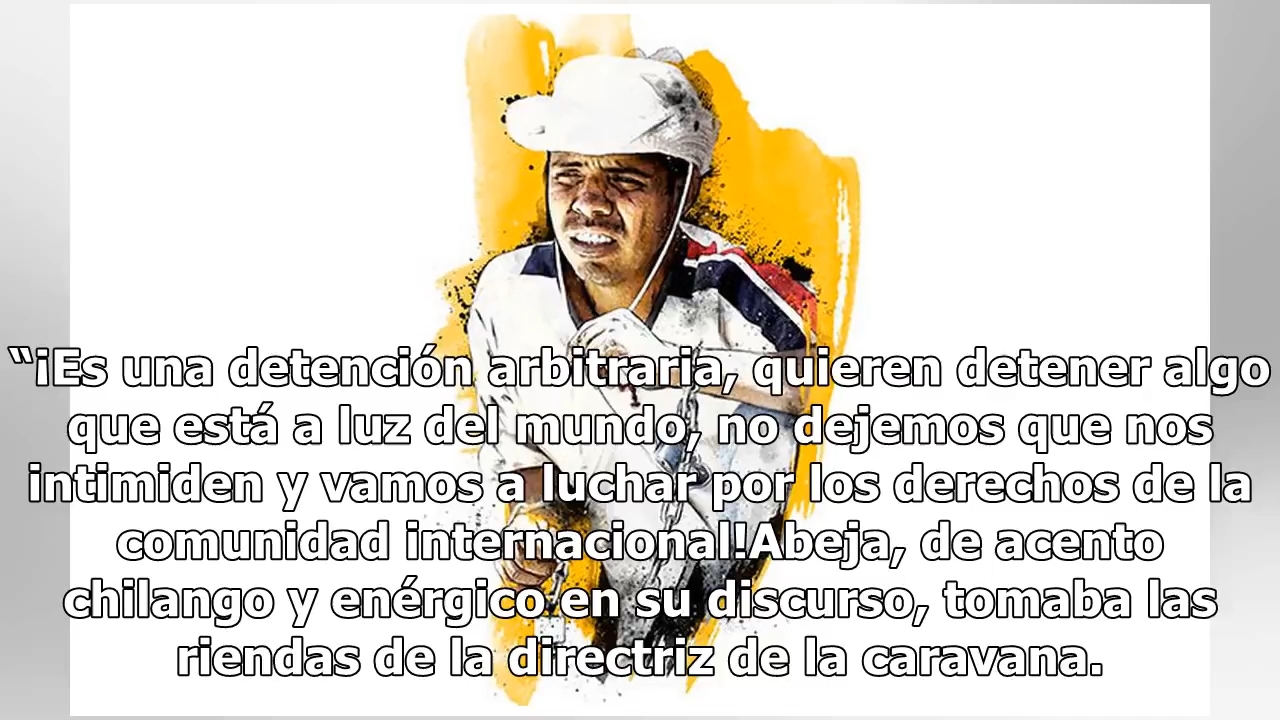 “¡Es una detención arbitraria, quieren detener algo
que está a luz del mundo, no dejemos que nos
intimiden y vamos a luchar por los derechos de la
comunidad internacional!Abeja, de acento
chilango y enérgico en su discurso, tomaba las
riendas de la directriz de la caravana.